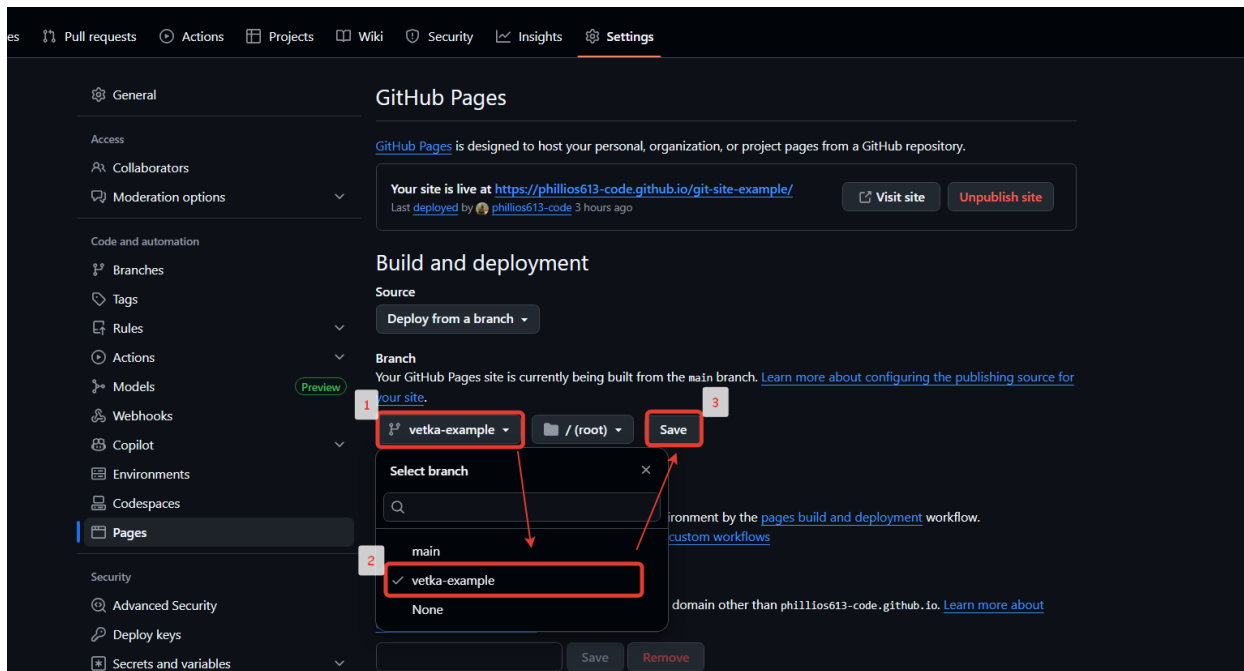 es Pull requests Actions Projects Wiki Security Insights Settings
General
Access
Collaborators
Moderation options
Code and automation
Branches
Tags
Rules
Actions
Models Preview
Webhooks
Copilot
Environments
Codespaces
Pages
Security
Advanced Security
Deploy keys
Secrets and variables
GitHub Pages
GitHub Pages is designed to host your personal, organization, or project pages from a GitHub repository.
Your site is live at https://phillios613-code.github.io/git-site-example/
Last deployed by phillios613-code 3 hours ago
Visit site Unpublish site
Build and deployment
Source
Deploy from a branch
Branch
Your GitHub Pages site is currently being built from the main branch. Learn more about configuring the publishing source for
your site.
1 3
vetka-example / (root) Save
Select branch
main
2
vetka-example
None
ironment by the pages build and deployment workflow.
custom workflows
domain other than phillios613-code.github.io. Learn more about
Save Remove